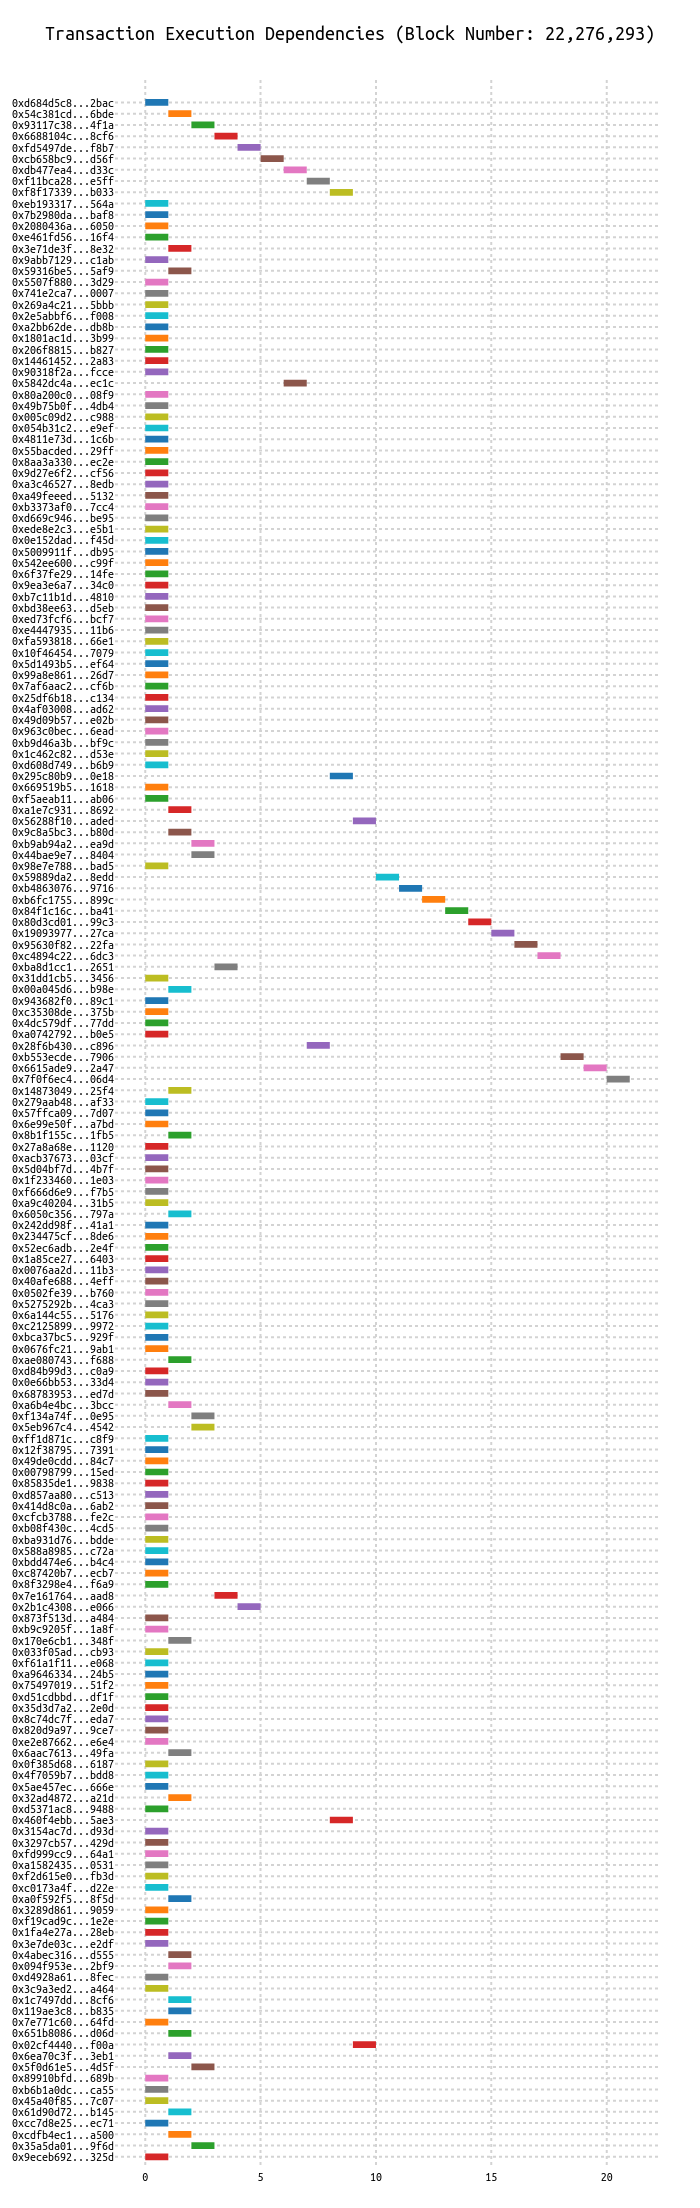 Transaction Execution Dependencies (Block Number: 22,276,293)
0xd684d5c8...2bac
0x54c381cd...6bde
0x93117c38...4f1a
0x6688104c...8cf6
0xfd5497de...f8b7
0xcb658bc9...d56f
0xdb477ea4...d33c
0xf11bca28...e5ff
0xf8f17339...b033
0xeb193317...564a
0x7b2980da...baf8
0x2080436a...6050
0xe461fd56...16f4
0x3e71de3f...8e32
0x9abb7129...c1ab
0x59316be5...5af9
0x5507f880...3d29
0x741e2ca7...0007
0x269a4c21...5bbb
0x2e5abbf6...f008
0xa2bb62de...db8b
0x1801ac1d...3b99
0x206f8815...b827
0x14461452...2a83
0x90318f2a...fcce
0x5842dc4a...ec1c
0x80a200c0...08f9
0x49b75b0f...4db4
0x005c09d2...c988
0x054b31c2...e9ef
0x4811e73d...1c6b
0x55bacded...29ff
0x8aa3a330...ec2e
0x9d27e6f2...cf56
0xa3c46527...8edb
0xa49feeed...5132
0xb3373af0...7cc4
0xd669c946...be95
0xede8e2c3...e5b1
0x0e152dad...f45d
0x5009911f...db95
0x542ee600...c99f
0x6f37fe29...14fe
0x9ea3e6a7...34c0
0xb7c11b1d...4810
0xbd38ee63...d5eb
0xed73fcf6...bcf7
0xe4447935...11b6
0xfa593818...66e1
0x10f46454...7079
0x5d1493b5...ef64
0x99a8e861...26d7
0x7af6aac2...cf6b
0x25df6b18...c134
0x4af03008...ad62
0x49d09b57...e02b
0x963c0bec...6ead
0xb9d46a3b...bf9c
0x1c462c82...d53e
0xd608d749...b6b9
0x295c80b9...0e18
0x669519b5...1618
0xf5aeab11...ab06
0xa1e7c931...8692
0x56288f10...aded
0x9c8a5bc3...b80d
0xb9ab94a2...ea9d
0x44bae9e7...8404
0x98e7e788...bad5
0x59889da2...8edd
0xb4863076...9716
0xb6fc1755...899c
0x84f1c16c...ba41
0x80d3cd01...99c3
0x19093977...27ca
0x95630f82...22fa
0xc4894c22...6dc3
0xba8d1cc1...2651
0x31dd1cb5...3456
0x00a045d6...b98e
0x943682f0...89c1
0xc35308de...375b
0x4dc579df...77dd
0xa0742792...b0e5
0x28f6b430...c896
0xb553ecde...7906
0x6615ade9...2a47
0x7f0f6ec4...06d4
0x14873049...25f4
0x279aab48...af33
0x57ffca09...7d07
0x6e99e50f...a7bd
0x8b1f155c...1fb5
0x27a8a68e...1120
0xacb37673...03cf
0x5d04bf7d...4b7f
0x1f233460...1e03
0xf666d6e9...f7b5
0xa9c40204...31b5
0x6050c356...797a
0x242dd98f...41a1
0x234475cf...8de6
0x52ec6adb...2e4f
0x1a85ce27...6403
0x0076aa2d...11b3
0x40afe688...4eff
0x0502fe39...b760
0x5275292b...4ca3
0x6a144c55...5176
0xc2125899...9972
0xbca37bc5...929f
0x0676fc21...9ab1
0xae080743...f688
0xd84b99d3...c0a9
0x0e66bb53...33d4
0x68783953...ed7d
0xa6b4e4bc...3bcc
0xf134a74f...0e95
0x5eb967c4...4542
0xff1d871c...c8f9
0x12f38795...7391
0x49de0cdd...84c7
0x00798799...15ed
0x85835de1...9838
0xd857aa80...c513
0x414d8c0a...6ab2
0xcfcb3788...fe2c
0xb08f430c...4cd5
0xba931d76...bdde
0x588a8985...c72a
0xbdd474e6...b4c4
0xc87420b7...ecb7
0x8f3298e4...f6a9
0x7e161764...aad8
0x2b1c4308...e066
0x873f513d...a484
0xb9c9205f...1a8f
0x170e6cb1...348f
0x033f05ad...cb93
0xf61a1f11...e068
0xa9646334...24b5
0x75497019...51f2
0xd51cdbbd...df1f
0x35d3d7a2...2e0d
0x8c74dc7f...eda7
0x820d9a97...9ce7
0xe2e87662...e6e4
0x6aac7613...49fa
0x0f385d68...6187
0x4f7059b7...bdd8
0x5ae457ec...666e
0x32ad4872...a21d
0xd5371ac8...9488
0x460f4ebb...5ae3
0x3154ac7d...d93d
0x3297cb57...429d
0xfd999cc9...64a1
0xa1582435...0531
0xf2d615e0...fb3d
0xc0173a4f...d22e
0xa0f592f5...8f5d
0x3289d861...9059
0xf19cad9c...1e2e
0x1fa4e27a...28eb
0x3e7de03c...e2df
0x4abec316...d555
0x094f953e...2bf9
0xd4928a61...8fec
0x3c9a3ed2...a464
0x1c7497dd...8cf6
0x119ae3c8...b835
0x7e771c60...64fd
0x651b8086...d06d
0x02cf4440...f00a
0x6ea70c3f...3eb1
0x5f0d61e5...4d5f
0x89910bfd...689b
0xb6b1a0dc...ca55
0x45a40f85...7c07
0x61d90d72...b145
0xcc7d8e25...ec71
0xcdfb4ec1...a500
0x35a5da01...9f6d
0x9eceb692...325d
0 5 10 15 20